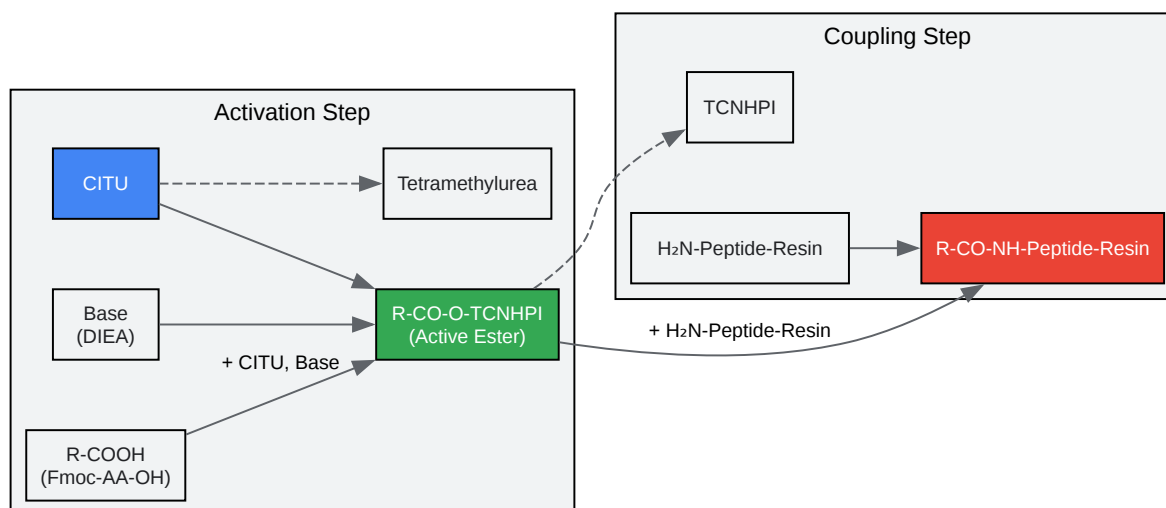 Activation Step
CITU
Tetramethylurea
Base
(DIEA)
R-CO-O-TCNHPI
(Active Ester)
+ CITU, Base
R-COOH
(Fmoc-AA-OH)
Coupling Step
TCNHPI
H₂N-Peptide-Resin
R-CO-NH-Peptide-Resin
+ H₂N-Peptide-Resin